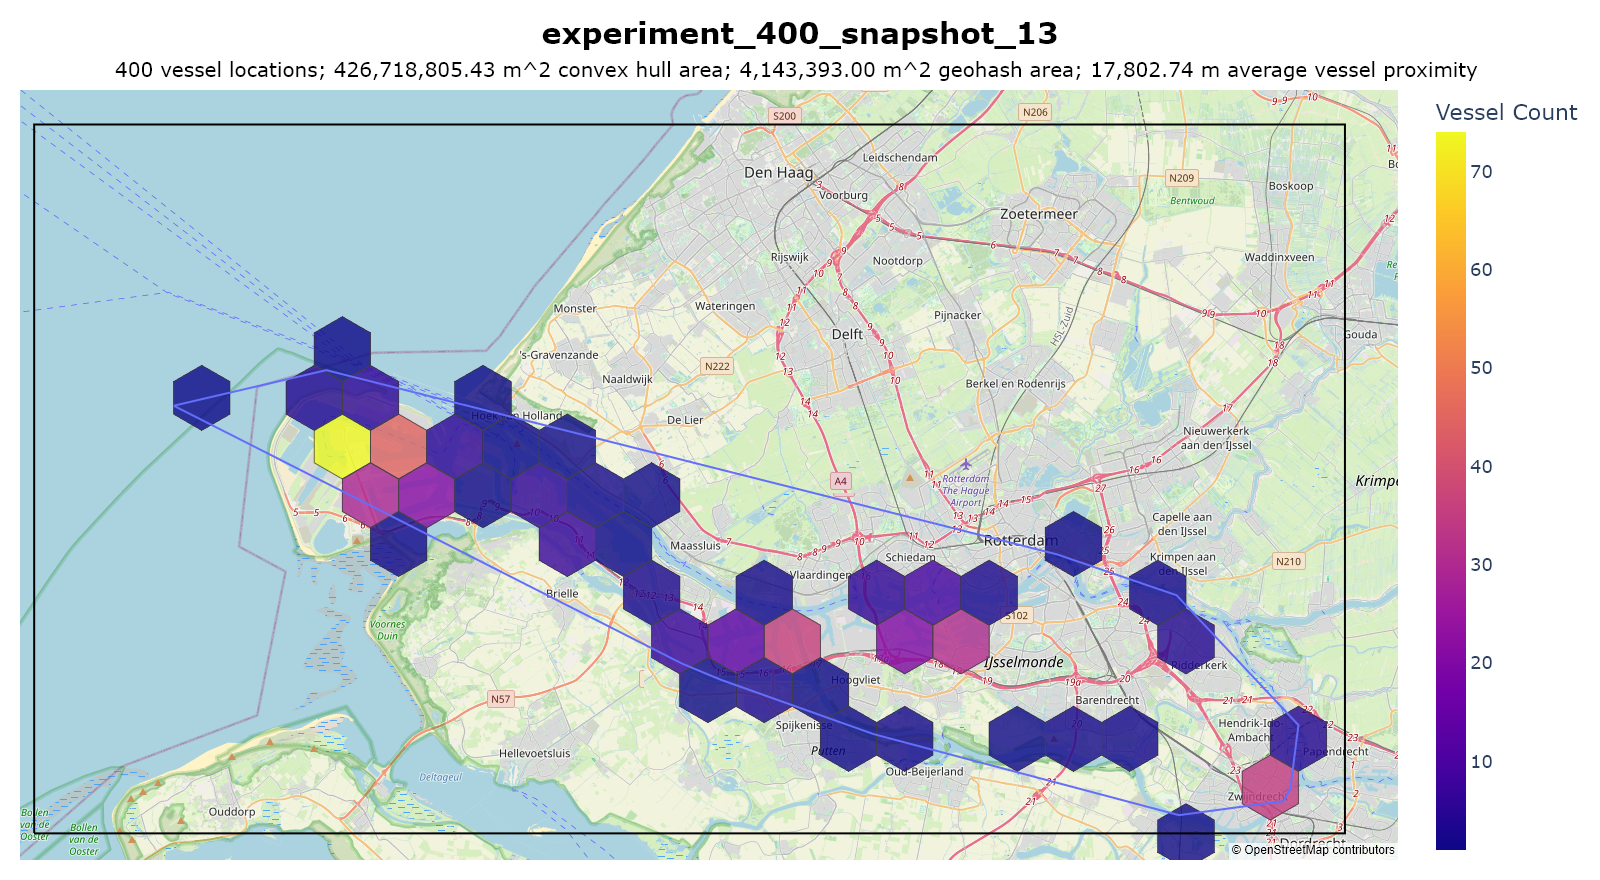 experiment_400_snapshot_13
400 vessel locations; 426,718,805.43 m^2 convex hull area; 4,143,393.00 m^2 geohash area; 17,802.74 m average vessel proximity
Vessel Count
70
60
50
40
30
20
10
S200
N206
Leidschendam
Den Haag
Voorburg
N209
Boskoop
Bentwoud
Zoetermeer
Rijswijk
Nootdorp
Waddinxveen
Monster
Wateringen
Pijnacker
HSL-Zuid
Delft
Gouda
's-Gravenzande
N222
Naaldwijk
Berkel en Rodenrijs
De Lier
Nieuwerkerk
aan den IJssel
A4
Rotterdam
The Hague
Airport
Capelle aan
den IJssel
Rotterdam
Maassluis
Schiedam
Krimpen aan
den IJssel
N210
Vlaardingen
Brielle
S102
Voornes
Duin
IJsselmonde
Ridderkerk
Hoogvliet
N57
Barendrecht
Spijkenisse
Hendrik-Ido-
Ambacht
Putten
Papendrecht
Hellevoetsluis
Oud-Beijerland
Deltageul
Zwijndrecht
Ouddorp
Bollen
van de
Ooster
Bollen
van de
Ooster
Dordrecht
© OpenStreetMap contributors